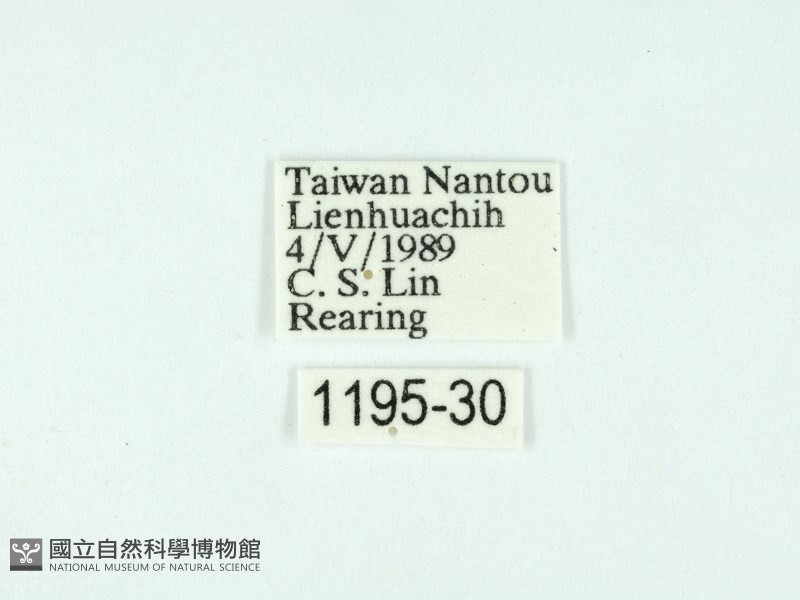 Taiwan Nantou
Lienhuachih
4/V/1989
C. S. Lin
Rearing
1195-30
國立自然科學博物館
NATIONAL MUSEUM OF NATURAL SCIENCE